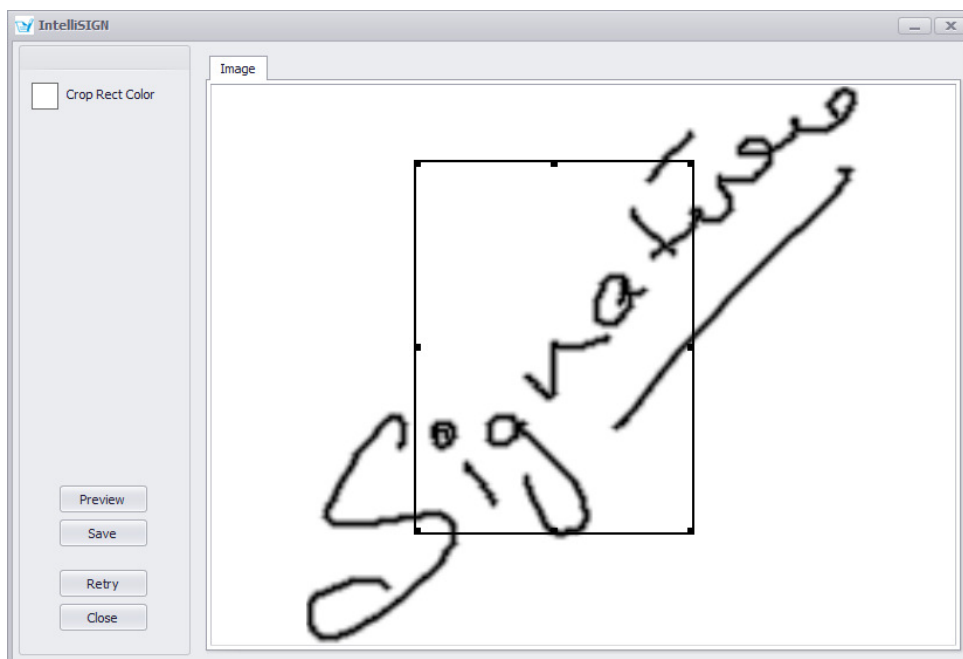 IntelliSIGN
Crop Rect Color
Image
Signature
Preview
Save
Retry
Close